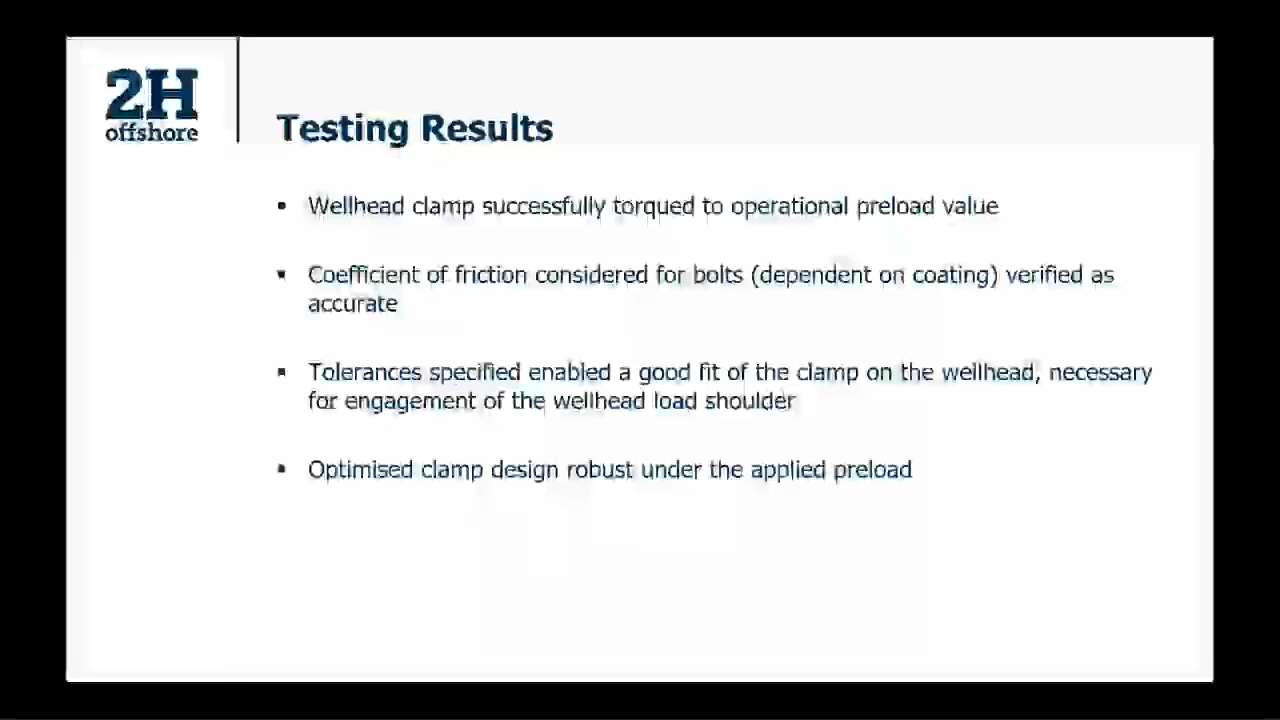 2H
offshore
Testing Results
▪ Wellhead clamp successfully torqued to operational preload value
▪ Coefficient of friction considered for bolts (dependent on coating) verified as
accurate
▪ Tolerances specified enabled a good fit of the clamp on the wellhead, necessary
for engagement of the wellhead load shoulder
▪ Optimised clamp design robust under the applied preload